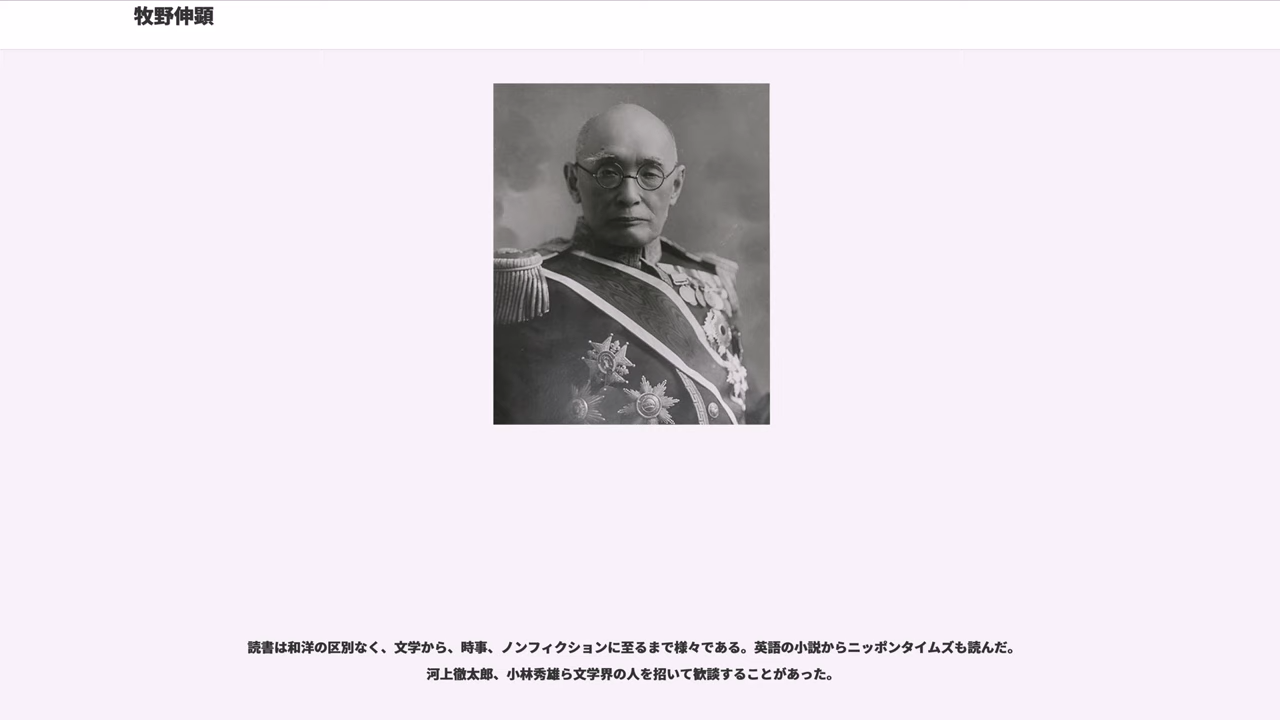 牧野伸顕
読書は和洋の区別なく、文学から、時事、ノンフィクションに至るまで様々である。英語の小説からニッポンタイムズも読んだ。
河上徹太郎、小林秀雄ら文学界の人を招いて歓談することがあった。